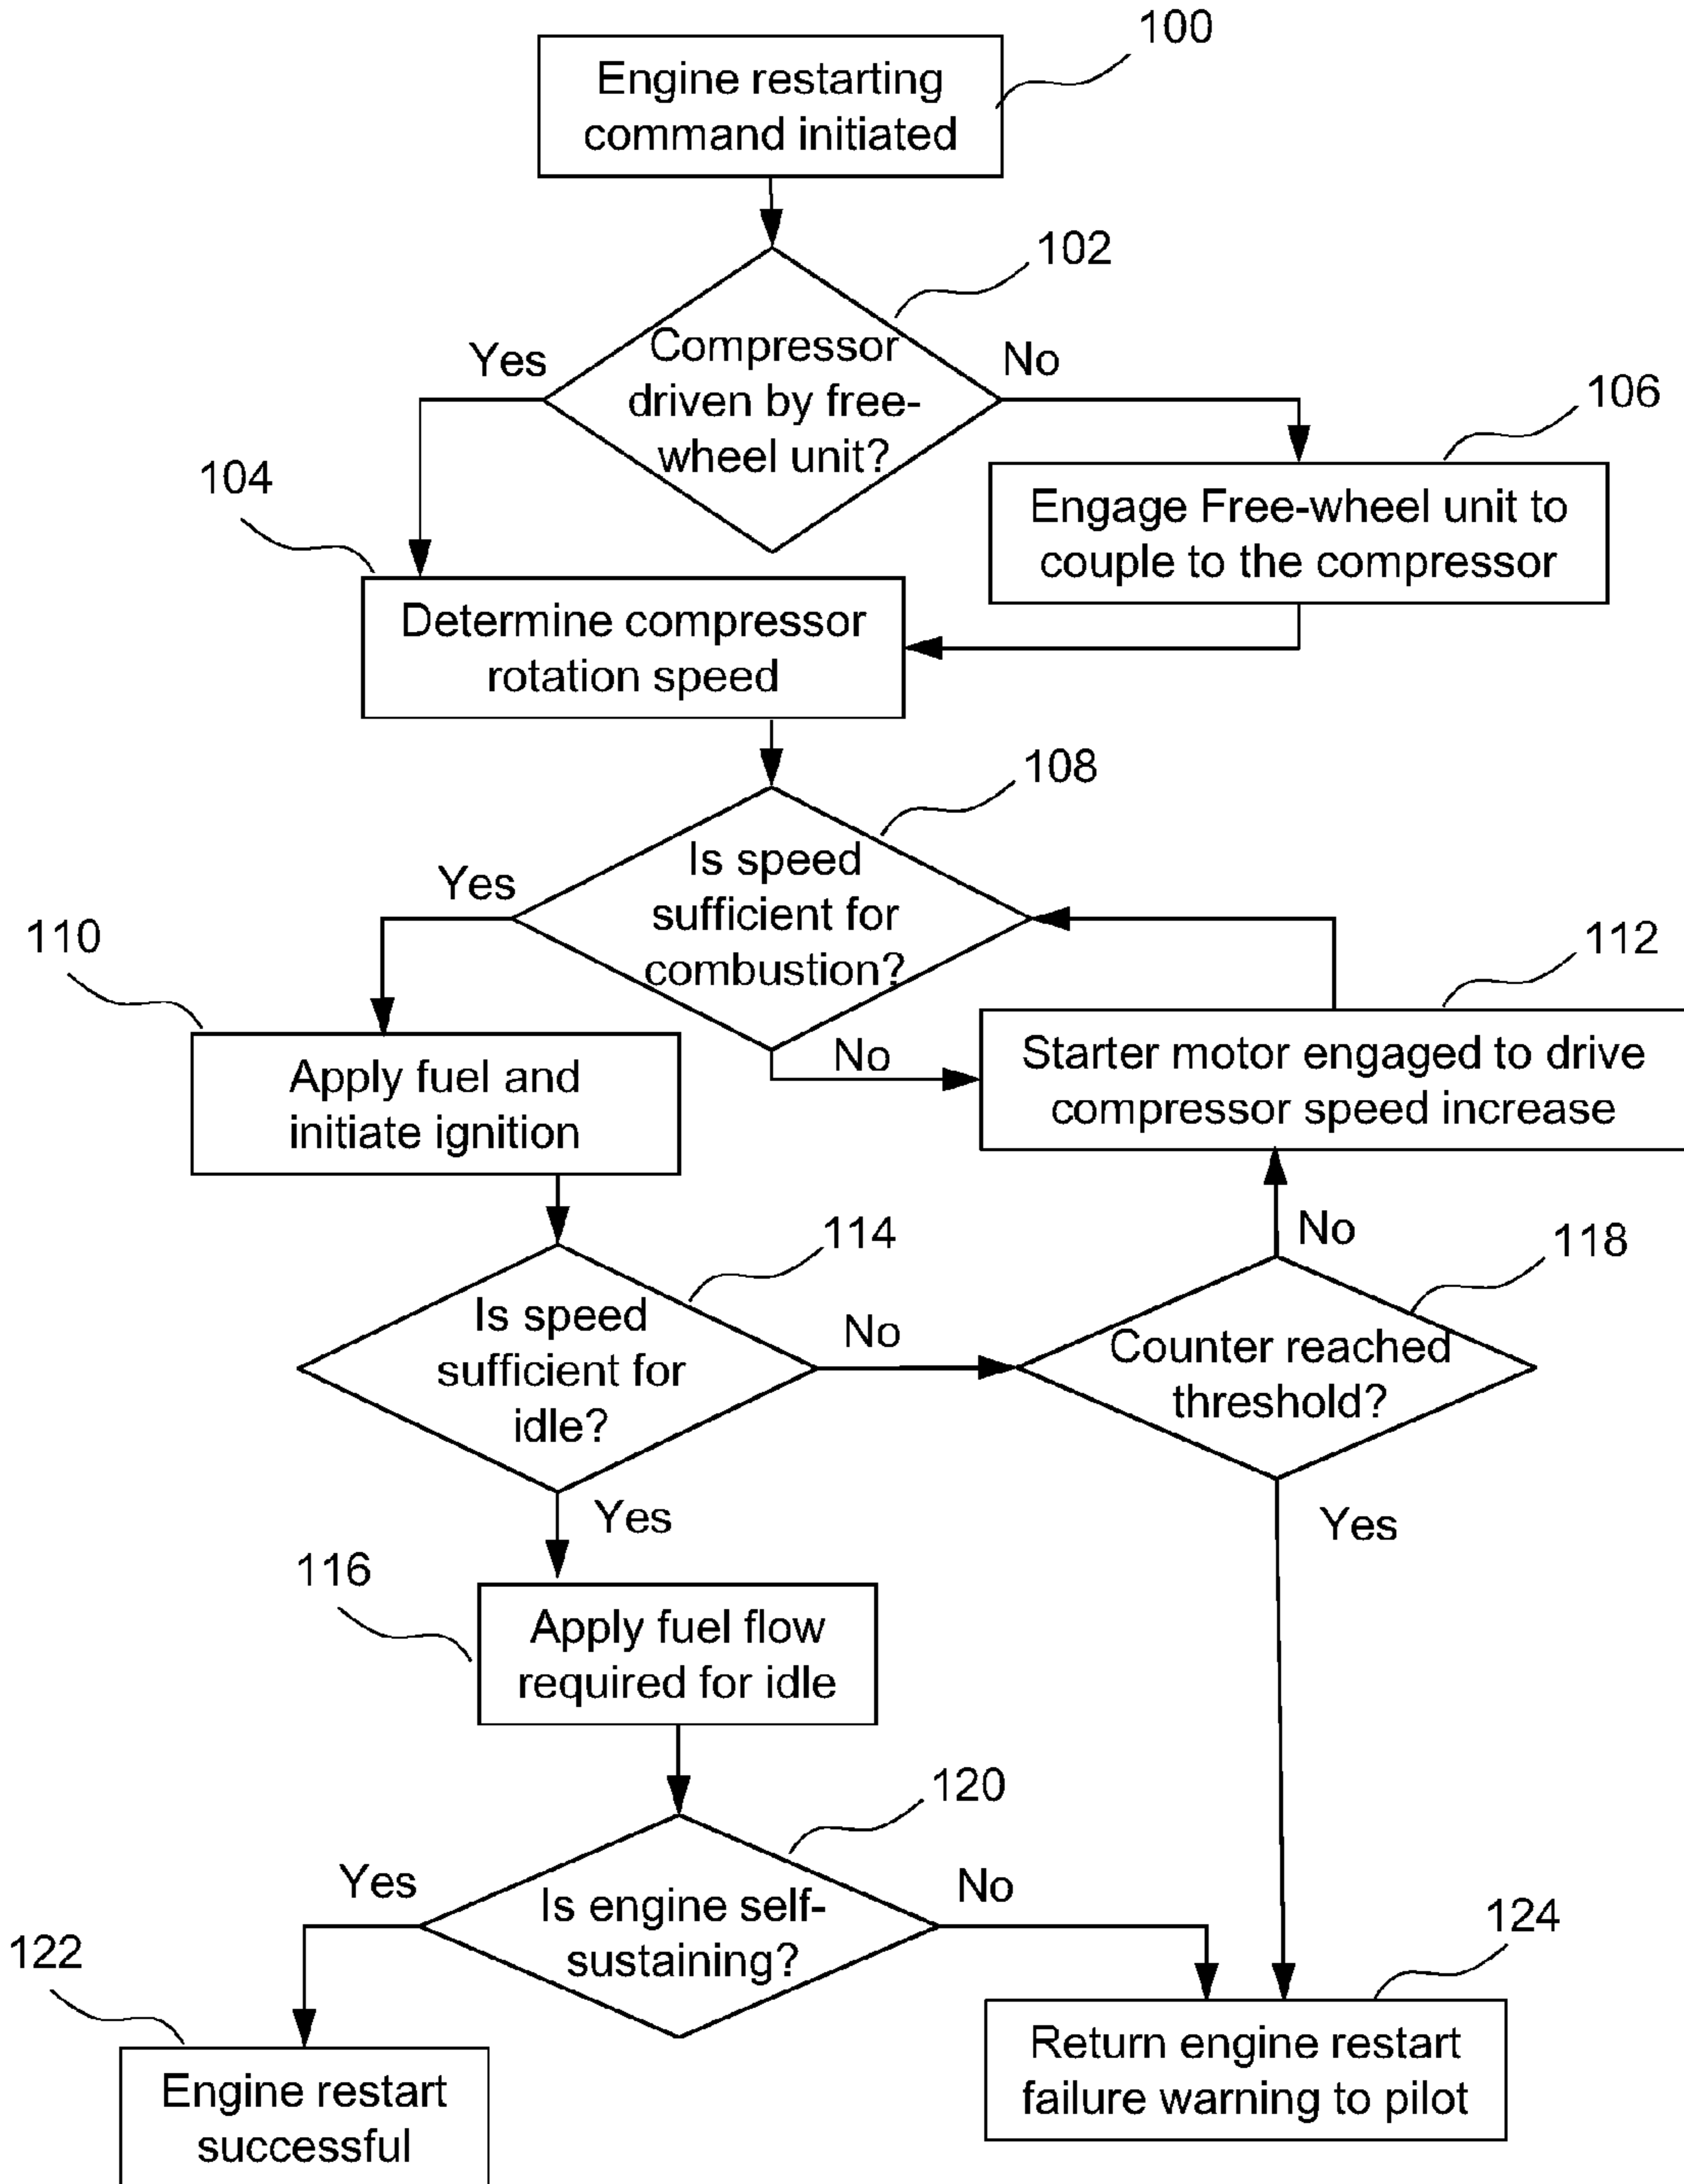 100
Engine restarting
command initiated
102
Compressor
driven by free-
wheel unit?
Yes
No
106
104
Engage Free-wheel unit to
couple to the compressor
Determine compressor
rotation speed
108
Is speed
sufficient for
combustion?
Yes
110
112
No
Apply fuel and
initiate ignition
Starter motor engaged to drive
compressor speed increase
114
No
118
Is speed
sufficient for
idle?
No
Counter reached
threshold?
Yes
Yes
116
Apply fuel flow
required for idle
120
Yes
No
Is engine self-
sustaining?
122
124
Engine restart
successful
Return engine restart
failure warning to pilot